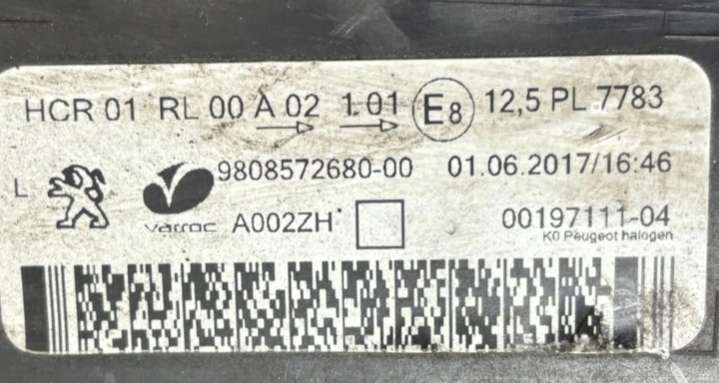 HCR 01 RL 00 A 02 1.01 E8 12,5 PL 7783
L 9808572680-00 01.06.2017/16:46
varroc A002ZH 00197111-04
K0 Peugeot halogen